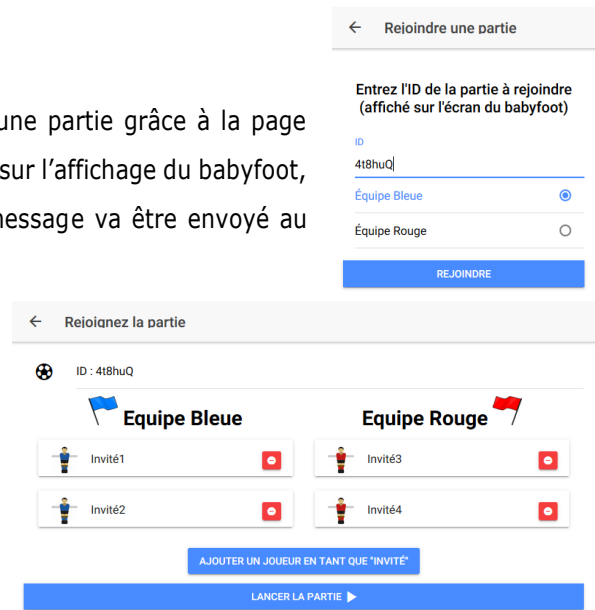 Rejoindre une partie
Entrez l'ID de la partie à rejoindre
(affiché sur l'écran du babyfoot)
ID
4t8huQ
Équipe Bleue
Équipe Rouge
REJOINDRE
une partie grâce à la page
sur l'affichage du babyfoot,
message va être envoyé au
Rejoignez la partie
ID : 4t8huQ
Equipe Bleue
Equipe Rouge
Invité1
Invité3
Invité2
Invité4
AJOUTER UN JOUEUR EN TANT QUE "INVITÉ"
LANCER LA PARTIE